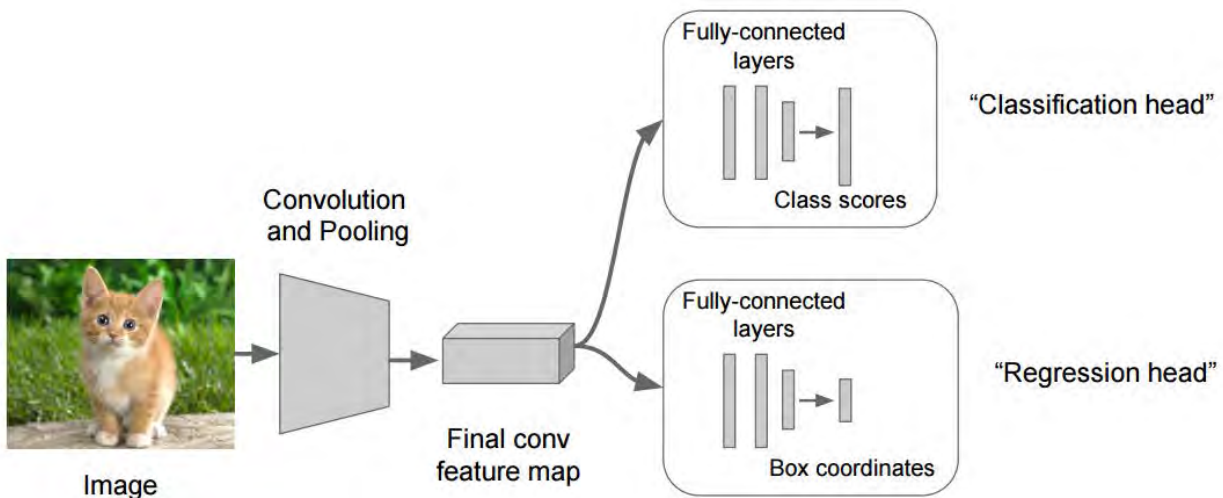 Fully-connected
layers
Class scores
“Classification head”
Convolution
and Pooling
Image
Final conv
feature map
Fully-connected
layers
Box coordinates
“Regression head”